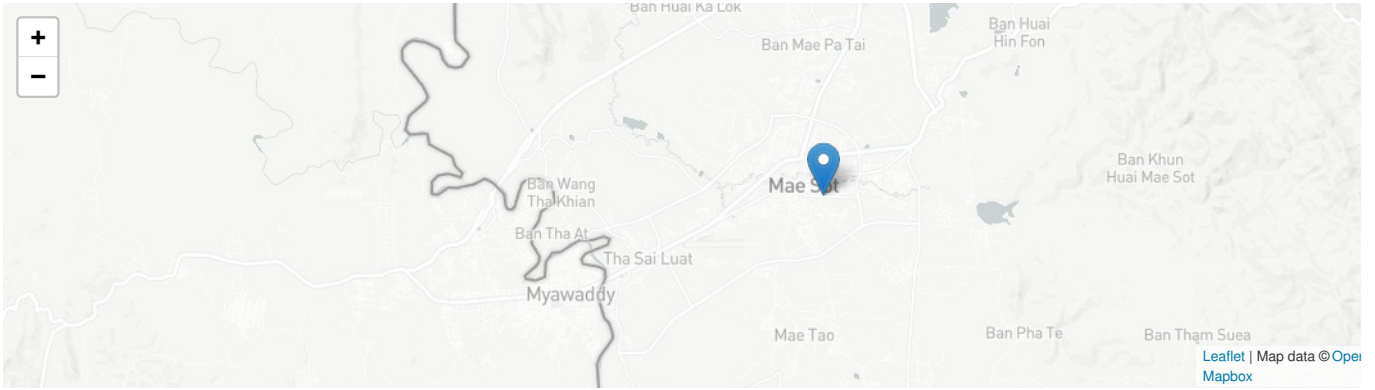 +
−
Ban Huai Ka Lok
Ban Huai
Hin Fon
Ban Mae Pa Tai
Ban Khun
Huai Mae Sot
Mae Sot
Ban Wang
Tha Khian
Ban Tha At
Tha Sai Luat
Myawaddy
Mae Tao
Ban Pha Te
Ban Tham Suea
Leaflet | Map data © Open
Mapbox